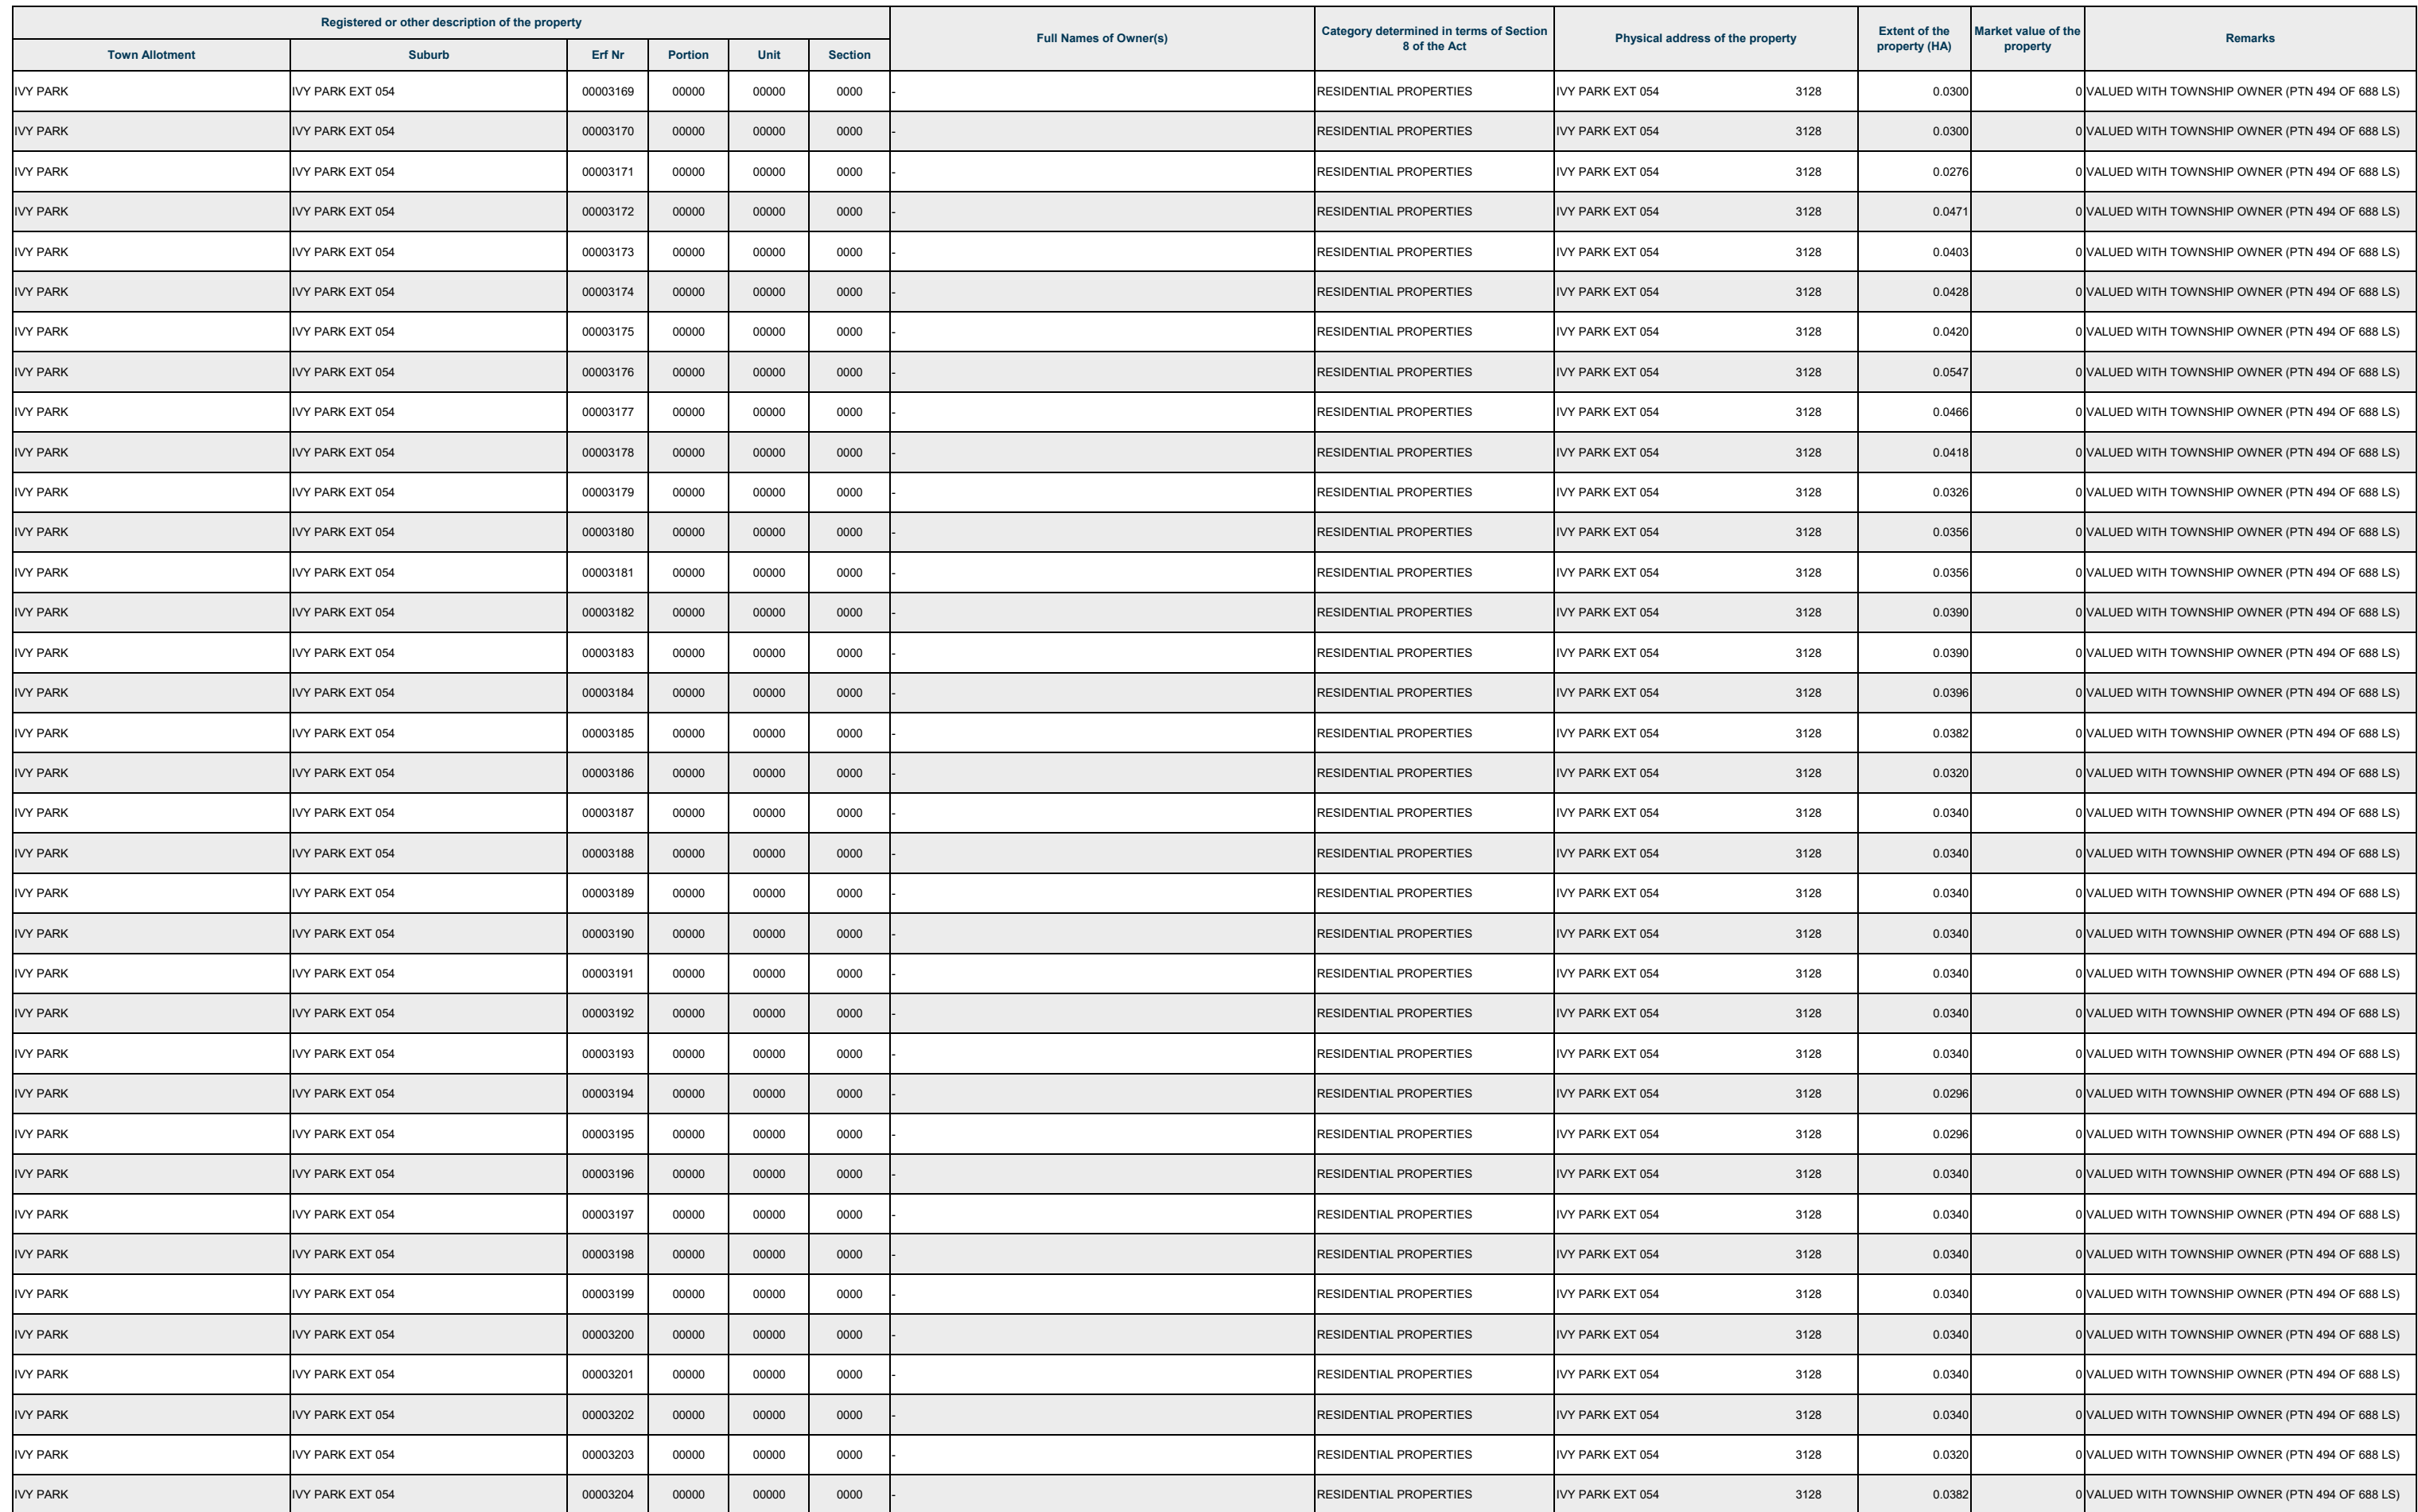 Registered or other description of the property
Full Names of Owner(s)
Category determined in terms of Section
8 of the Act
Physical address of the property
Extent of the
property (HA)
Market value of the
property
Remarks
Town Allotment Suburb Erf Nr Portion Unit Section
IVY PARK IVY PARK EXT 054 00003169 00000 00000 0000 - RESIDENTIAL PROPERTIES IVY PARK EXT 054 3128 0.0300 0 VALUED WITH TOWNSHIP OWNER (PTN 494 OF 688 LS)
IVY PARK IVY PARK EXT 054 00003170 00000 00000 0000 - RESIDENTIAL PROPERTIES IVY PARK EXT 054 3128 0.0300 0 VALUED WITH TOWNSHIP OWNER (PTN 494 OF 688 LS)
IVY PARK IVY PARK EXT 054 00003171 00000 00000 0000 - RESIDENTIAL PROPERTIES IVY PARK EXT 054 3128 0.0276 0 VALUED WITH TOWNSHIP OWNER (PTN 494 OF 688 LS)
IVY PARK IVY PARK EXT 054 00003172 00000 00000 0000 - RESIDENTIAL PROPERTIES IVY PARK EXT 054 3128 0.0471 0 VALUED WITH TOWNSHIP OWNER (PTN 494 OF 688 LS)
IVY PARK IVY PARK EXT 054 00003173 00000 00000 0000 - RESIDENTIAL PROPERTIES IVY PARK EXT 054 3128 0.0403 0 VALUED WITH TOWNSHIP OWNER (PTN 494 OF 688 LS)
IVY PARK IVY PARK EXT 054 00003174 00000 00000 0000 - RESIDENTIAL PROPERTIES IVY PARK EXT 054 3128 0.0428 0 VALUED WITH TOWNSHIP OWNER (PTN 494 OF 688 LS)
IVY PARK IVY PARK EXT 054 00003175 00000 00000 0000 - RESIDENTIAL PROPERTIES IVY PARK EXT 054 3128 0.0420 0 VALUED WITH TOWNSHIP OWNER (PTN 494 OF 688 LS)
IVY PARK IVY PARK EXT 054 00003176 00000 00000 0000 - RESIDENTIAL PROPERTIES IVY PARK EXT 054 3128 0.0547 0 VALUED WITH TOWNSHIP OWNER (PTN 494 OF 688 LS)
IVY PARK IVY PARK EXT 054 00003177 00000 00000 0000 - RESIDENTIAL PROPERTIES IVY PARK EXT 054 3128 0.0466 0 VALUED WITH TOWNSHIP OWNER (PTN 494 OF 688 LS)
IVY PARK IVY PARK EXT 054 00003178 00000 00000 0000 - RESIDENTIAL PROPERTIES IVY PARK EXT 054 3128 0.0418 0 VALUED WITH TOWNSHIP OWNER (PTN 494 OF 688 LS)
IVY PARK IVY PARK EXT 054 00003179 00000 00000 0000 - RESIDENTIAL PROPERTIES IVY PARK EXT 054 3128 0.0326 0 VALUED WITH TOWNSHIP OWNER (PTN 494 OF 688 LS)
IVY PARK IVY PARK EXT 054 00003180 00000 00000 0000 - RESIDENTIAL PROPERTIES IVY PARK EXT 054 3128 0.0356 0 VALUED WITH TOWNSHIP OWNER (PTN 494 OF 688 LS)
IVY PARK IVY PARK EXT 054 00003181 00000 00000 0000 - RESIDENTIAL PROPERTIES IVY PARK EXT 054 3128 0.0356 0 VALUED WITH TOWNSHIP OWNER (PTN 494 OF 688 LS)
IVY PARK IVY PARK EXT 054 00003182 00000 00000 0000 - RESIDENTIAL PROPERTIES IVY PARK EXT 054 3128 0.0390 0 VALUED WITH TOWNSHIP OWNER (PTN 494 OF 688 LS)
IVY PARK IVY PARK EXT 054 00003183 00000 00000 0000 - RESIDENTIAL PROPERTIES IVY PARK EXT 054 3128 0.0390 0 VALUED WITH TOWNSHIP OWNER (PTN 494 OF 688 LS)
IVY PARK IVY PARK EXT 054 00003184 00000 00000 0000 - RESIDENTIAL PROPERTIES IVY PARK EXT 054 3128 0.0396 0 VALUED WITH TOWNSHIP OWNER (PTN 494 OF 688 LS)
IVY PARK IVY PARK EXT 054 00003185 00000 00000 0000 - RESIDENTIAL PROPERTIES IVY PARK EXT 054 3128 0.0382 0 VALUED WITH TOWNSHIP OWNER (PTN 494 OF 688 LS)
IVY PARK IVY PARK EXT 054 00003186 00000 00000 0000 - RESIDENTIAL PROPERTIES IVY PARK EXT 054 3128 0.0320 0 VALUED WITH TOWNSHIP OWNER (PTN 494 OF 688 LS)
IVY PARK IVY PARK EXT 054 00003187 00000 00000 0000 - RESIDENTIAL PROPERTIES IVY PARK EXT 054 3128 0.0340 0 VALUED WITH TOWNSHIP OWNER (PTN 494 OF 688 LS)
IVY PARK IVY PARK EXT 054 00003188 00000 00000 0000 - RESIDENTIAL PROPERTIES IVY PARK EXT 054 3128 0.0340 0 VALUED WITH TOWNSHIP OWNER (PTN 494 OF 688 LS)
IVY PARK IVY PARK EXT 054 00003189 00000 00000 0000 - RESIDENTIAL PROPERTIES IVY PARK EXT 054 3128 0.0340 0 VALUED WITH TOWNSHIP OWNER (PTN 494 OF 688 LS)
IVY PARK IVY PARK EXT 054 00003190 00000 00000 0000 - RESIDENTIAL PROPERTIES IVY PARK EXT 054 3128 0.0340 0 VALUED WITH TOWNSHIP OWNER (PTN 494 OF 688 LS)
IVY PARK IVY PARK EXT 054 00003191 00000 00000 0000 - RESIDENTIAL PROPERTIES IVY PARK EXT 054 3128 0.0340 0 VALUED WITH TOWNSHIP OWNER (PTN 494 OF 688 LS)
IVY PARK IVY PARK EXT 054 00003192 00000 00000 0000 - RESIDENTIAL PROPERTIES IVY PARK EXT 054 3128 0.0340 0 VALUED WITH TOWNSHIP OWNER (PTN 494 OF 688 LS)
IVY PARK IVY PARK EXT 054 00003193 00000 00000 0000 - RESIDENTIAL PROPERTIES IVY PARK EXT 054 3128 0.0340 0 VALUED WITH TOWNSHIP OWNER (PTN 494 OF 688 LS)
IVY PARK IVY PARK EXT 054 00003194 00000 00000 0000 - RESIDENTIAL PROPERTIES IVY PARK EXT 054 3128 0.0296 0 VALUED WITH TOWNSHIP OWNER (PTN 494 OF 688 LS)
IVY PARK IVY PARK EXT 054 00003195 00000 00000 0000 - RESIDENTIAL PROPERTIES IVY PARK EXT 054 3128 0.0296 0 VALUED WITH TOWNSHIP OWNER (PTN 494 OF 688 LS)
IVY PARK IVY PARK EXT 054 00003196 00000 00000 0000 - RESIDENTIAL PROPERTIES IVY PARK EXT 054 3128 0.0340 0 VALUED WITH TOWNSHIP OWNER (PTN 494 OF 688 LS)
IVY PARK IVY PARK EXT 054 00003197 00000 00000 0000 - RESIDENTIAL PROPERTIES IVY PARK EXT 054 3128 0.0340 0 VALUED WITH TOWNSHIP OWNER (PTN 494 OF 688 LS)
IVY PARK IVY PARK EXT 054 00003198 00000 00000 0000 - RESIDENTIAL PROPERTIES IVY PARK EXT 054 3128 0.0340 0 VALUED WITH TOWNSHIP OWNER (PTN 494 OF 688 LS)
IVY PARK IVY PARK EXT 054 00003199 00000 00000 0000 - RESIDENTIAL PROPERTIES IVY PARK EXT 054 3128 0.0340 0 VALUED WITH TOWNSHIP OWNER (PTN 494 OF 688 LS)
IVY PARK IVY PARK EXT 054 00003200 00000 00000 0000 - RESIDENTIAL PROPERTIES IVY PARK EXT 054 3128 0.0340 0 VALUED WITH TOWNSHIP OWNER (PTN 494 OF 688 LS)
IVY PARK IVY PARK EXT 054 00003201 00000 00000 0000 - RESIDENTIAL PROPERTIES IVY PARK EXT 054 3128 0.0340 0 VALUED WITH TOWNSHIP OWNER (PTN 494 OF 688 LS)
IVY PARK IVY PARK EXT 054 00003202 00000 00000 0000 - RESIDENTIAL PROPERTIES IVY PARK EXT 054 3128 0.0340 0 VALUED WITH TOWNSHIP OWNER (PTN 494 OF 688 LS)
IVY PARK IVY PARK EXT 054 00003203 00000 00000 0000 - RESIDENTIAL PROPERTIES IVY PARK EXT 054 3128 0.0320 0 VALUED WITH TOWNSHIP OWNER (PTN 494 OF 688 LS)
IVY PARK IVY PARK EXT 054 00003204 00000 00000 0000 - RESIDENTIAL PROPERTIES IVY PARK EXT 054 3128 0.0382 0 VALUED WITH TOWNSHIP OWNER (PTN 494 OF 688 LS)